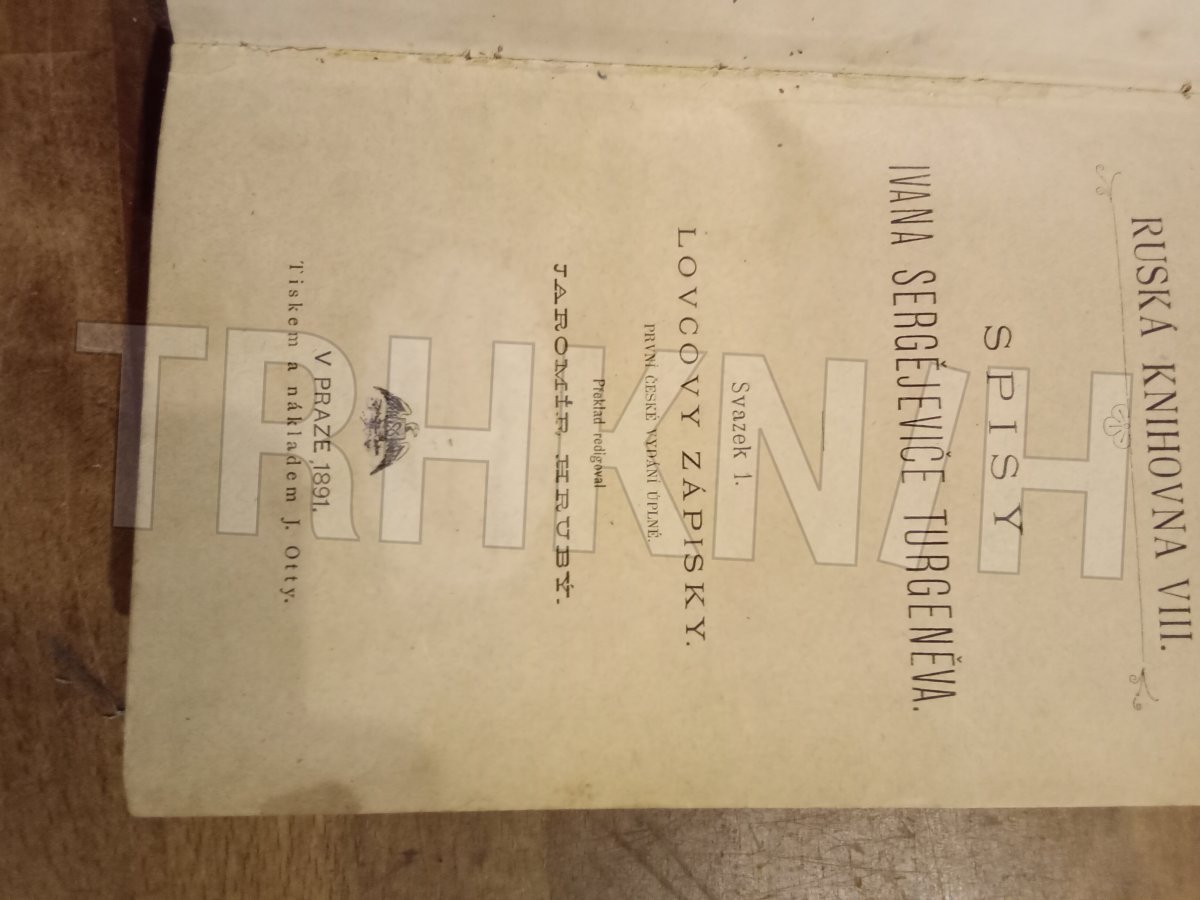 RUSKÁ KNIHOVNA VIII.
SPISY
IVANA SERGĚJEVIČE TURGENĚVA.
Svazek 1.
LOVCOVY ZÁPISKY.
PRVNÍ ČESKÉ VYDÁNÍ ÚPLNÉ.
Překlad redigoval
JAROMÍR HRUBÝ.
V PRAZE, 1891.
Tiskem a nákladem J. Otty.
TRHKNIH